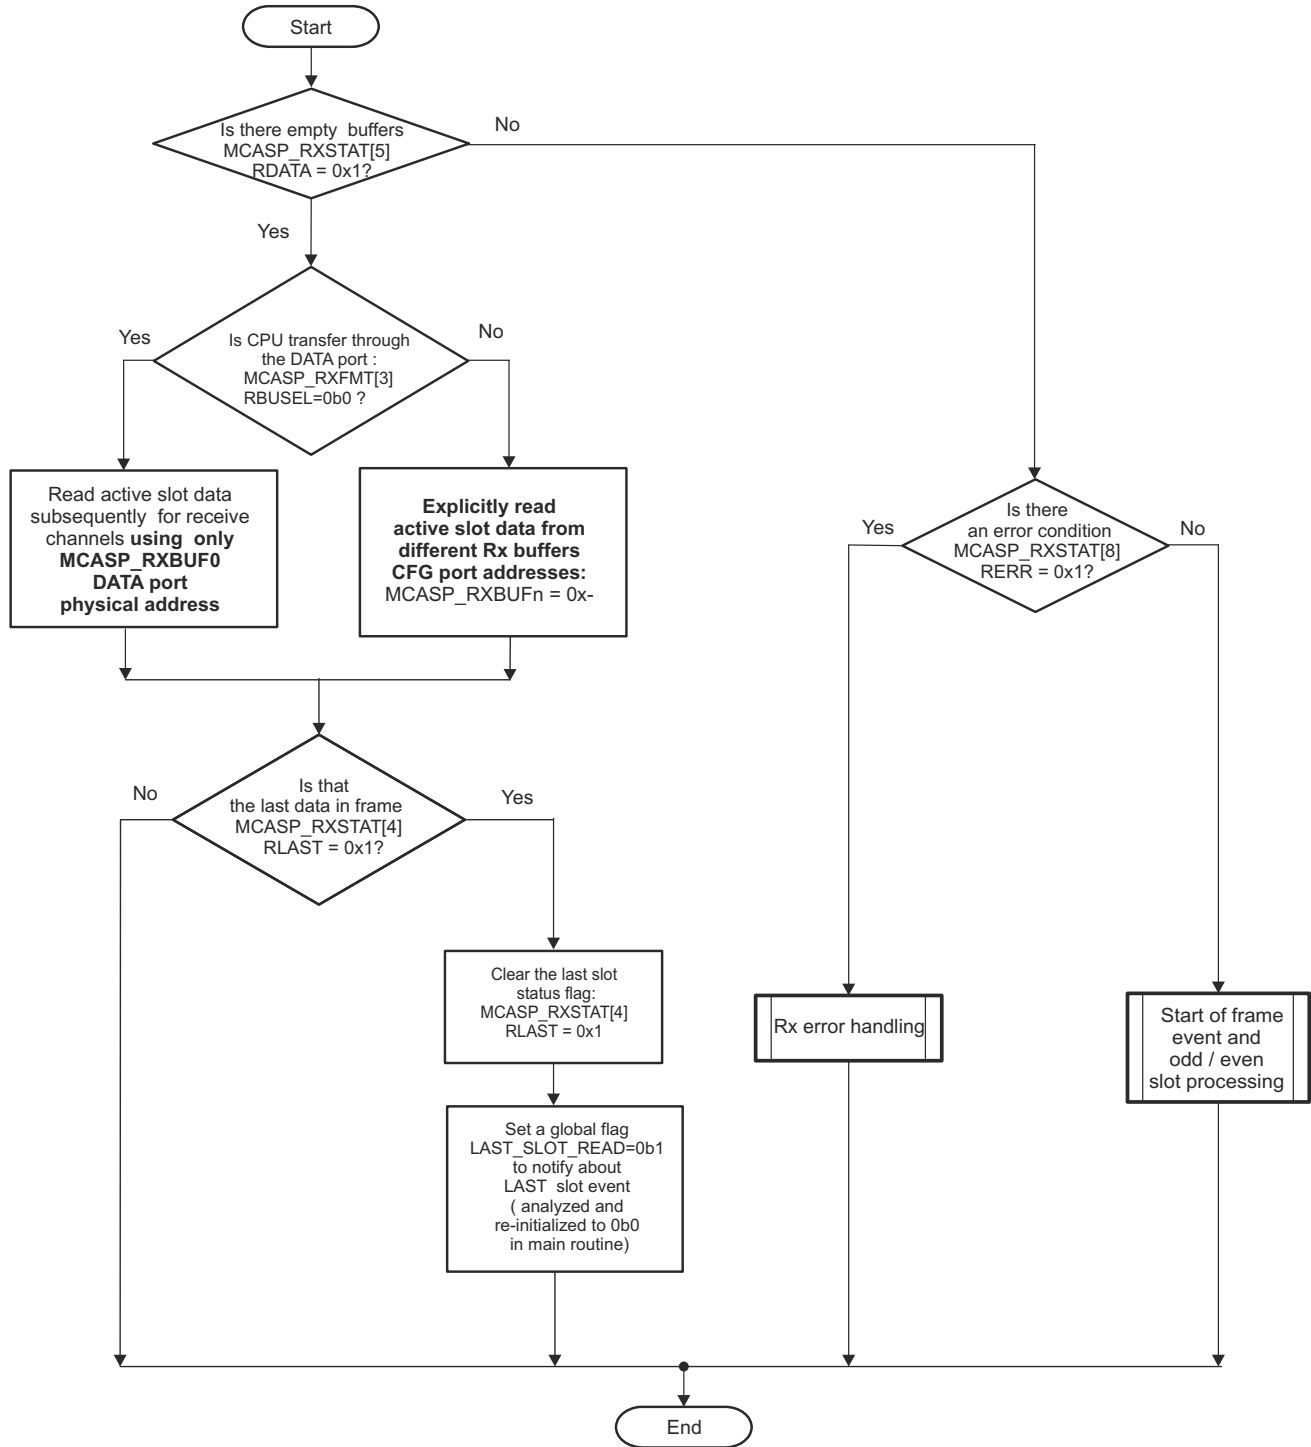 Start
Is there empty buffers
MCASP_RXSTAT[5]
RDATA = 0x1?
No
Yes
Is CPU transfer through
the DATA port :
MCASP_RXFMT[3]
RBUSEL=0b0 ?
Yes
No
Read active slot data
subsequently for receive
channels using only
MCASP_RXBUF0
DATA port
physical address
Explicitly read
active slot data from
different Rx buffers
CFG port addresses:
MCASP_RXBUFn = 0x-
Is there
an error condition
MCASP_RXSTAT[8]
RERR = 0x1?
Yes
No
Is that
the last data in frame
MCASP_RXSTAT[4]
RLAST = 0x1?
No
Yes
Clear the last slot
status flag:
MCASP_RXSTAT[4]
RLAST = 0x1
Rx error handling
Start of frame
event and
odd / even
slot processing
Set a global flag
LAST_SLOT_READ=0b1
to notify about
LAST slot event
( analyzed and
re-initialized to 0b0
in main routine)
End